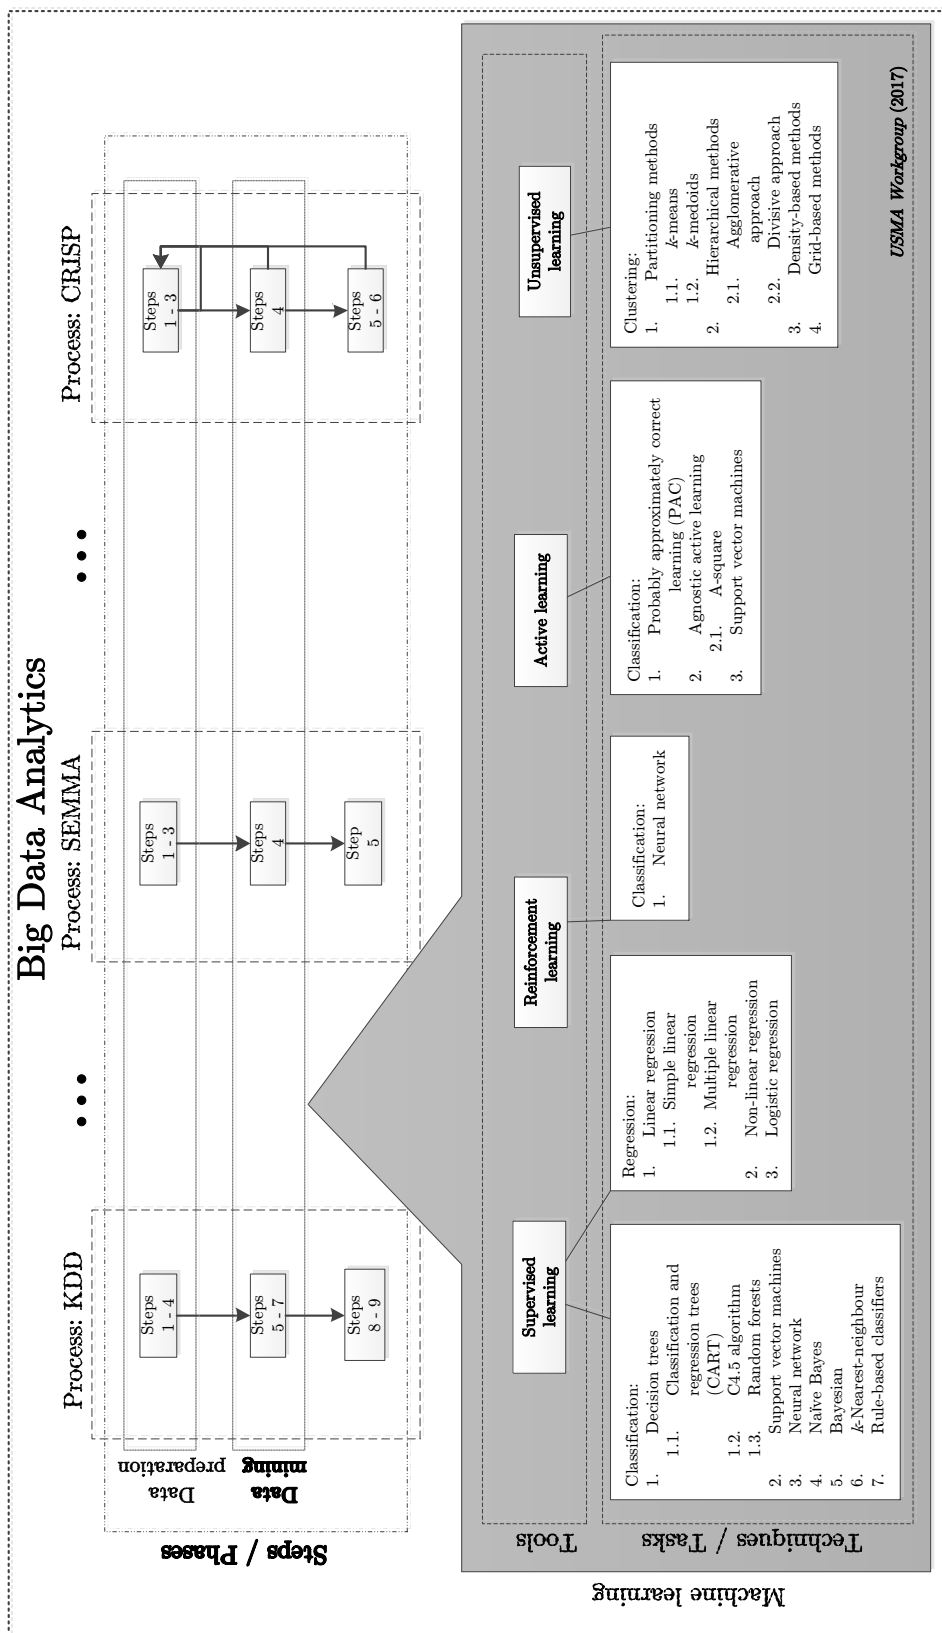 Big Data Analytics
Process: KDD
Process: SEMMA
Process: CRISP
Steps / Phases
Data
preparation
Data
mining
Steps
1 - 4
Steps
5 - 7
Steps
8 - 9
Steps
1 - 3
Steps
4
Step
5
Steps
1 - 3
Steps
4
Steps
5 - 6
Machine learning
Tools
Supervised
learning
Reinforcement
learning
Active learning
Unsupervised
learning
Techniques / Tasks
Classification:
1. Decision trees
1.1. Classification and
regression trees
(CART)
1.2. C4.5 algorithm
1.3. Random forests
2. Support vector machines
3. Neural network
4. Naïve Bayes
5. Bayesian
6. k-Nearest-neighbour
7. Rule-based classifiers
Regression:
1. Linear regression
1.1. Simple linear
regression
1.2. Multiple linear
regression
2. Non-linear regression
3. Logistic regression
Classification:
1. Neural network
Classification:
1. Probably approximately correct
learning (PAC)
2. Agnostic active learning
2.1. A-square
3. Support vector machines
Clustering:
1. Partitioning methods
1.1. k-means
1.2. k-medoids
2. Hierarchical methods
2.1. Agglomerative
approach
2.2. Divisive approach
3. Density-based methods
4. Grid-based methods
USMA Workgroup (2017)